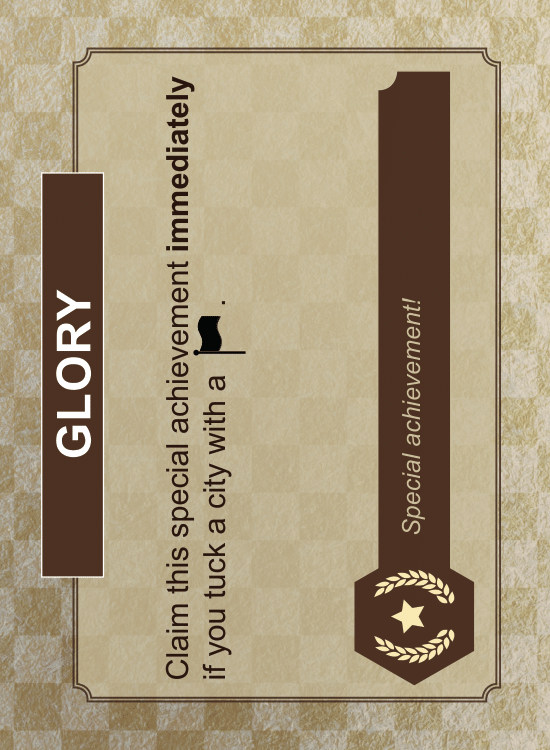 GLORY
Claim this special achievement immediately
if you tuck a city with a .
Special achievement!